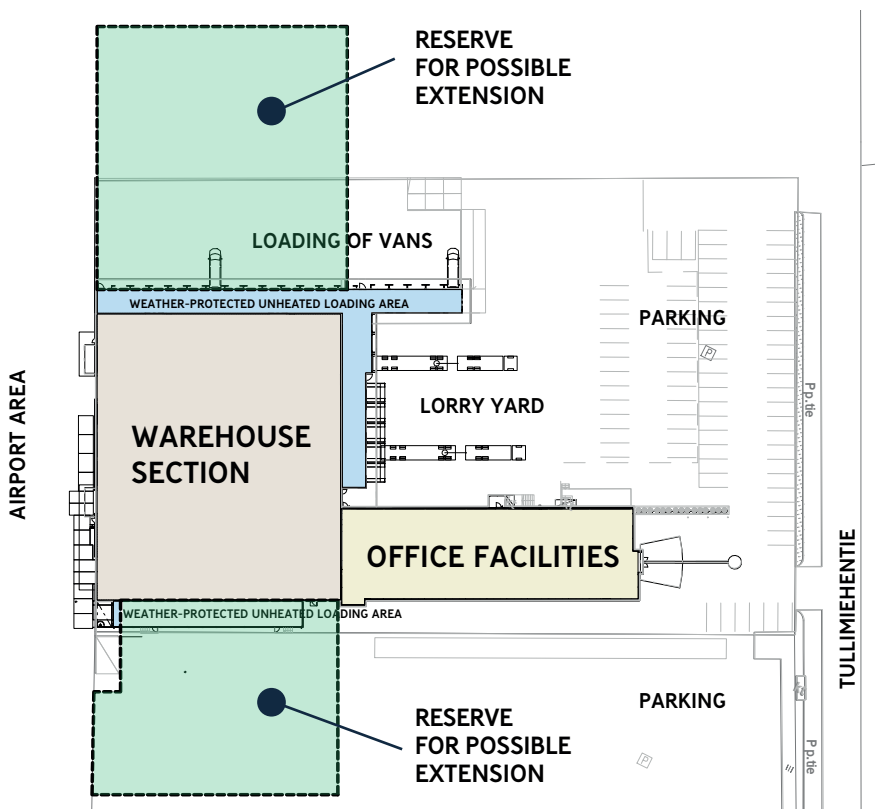 RESERVE
FOR POSSIBLE
EXTENSION
LOADING OF VANS
WEATHER-PROTECTED UNHEATED LOADING AREA
PARKING
P
Pp.tie
LORRY YARD
AIRPORT AREA
WAREHOUSE
SECTION
OFFICE FACILITIES
TULLIMIEHENTIE
WEATHER-PROTECTED UNHEATED LOADING AREA
PARKING
RESERVE
FOR POSSIBLE
EXTENSION
P
Pp.tie